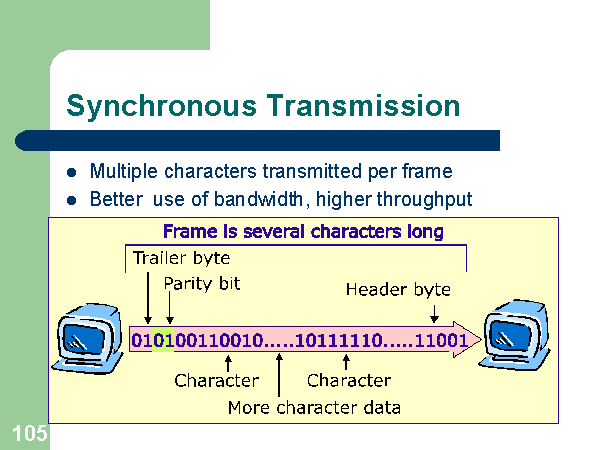 Synchronous Transmission
Multiple characters transmitted per frame
Better use of bandwidth, higher throughput
Frame is several characters long
Trailer byte
Parity bit
Header byte
010100110010.....10111110.....11001
Character
Character
More character data
105